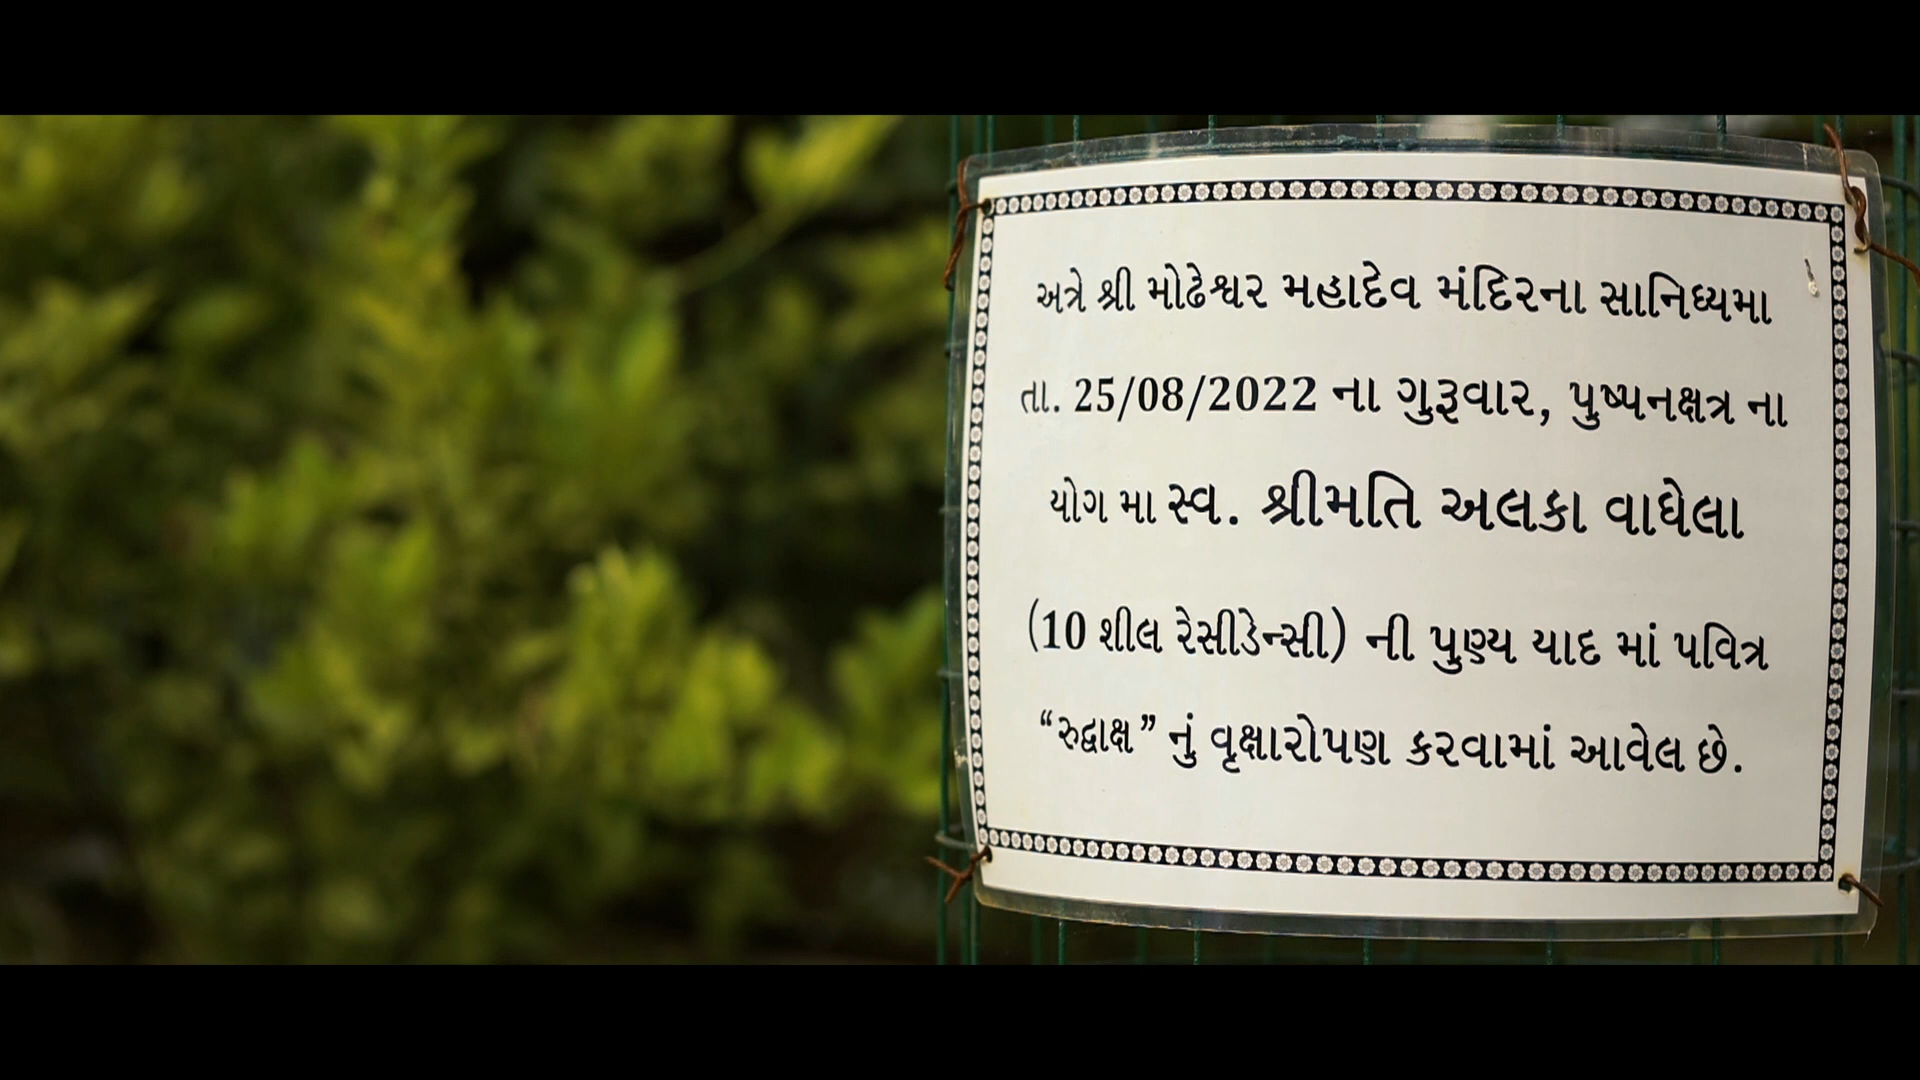 અત્રે શ્રી મોઢેશ્વર મહાદેવ મંદિરના સાનિધ્યમા
તા. 25/08/2022 ના ગુરૂવાર, પુષ્પનક્ષત્ર ના
યોગ મા સ્વ. શ્રીમતિ અલકા વાઘેલા
(10 શીલ રેસીડેન્સી) ની પુણ્ય યાદ માં પવિત્ર
“રુદ્વાક્ષ” નું વૃક્ષારોપણ કરવામાં આવેલ છે.